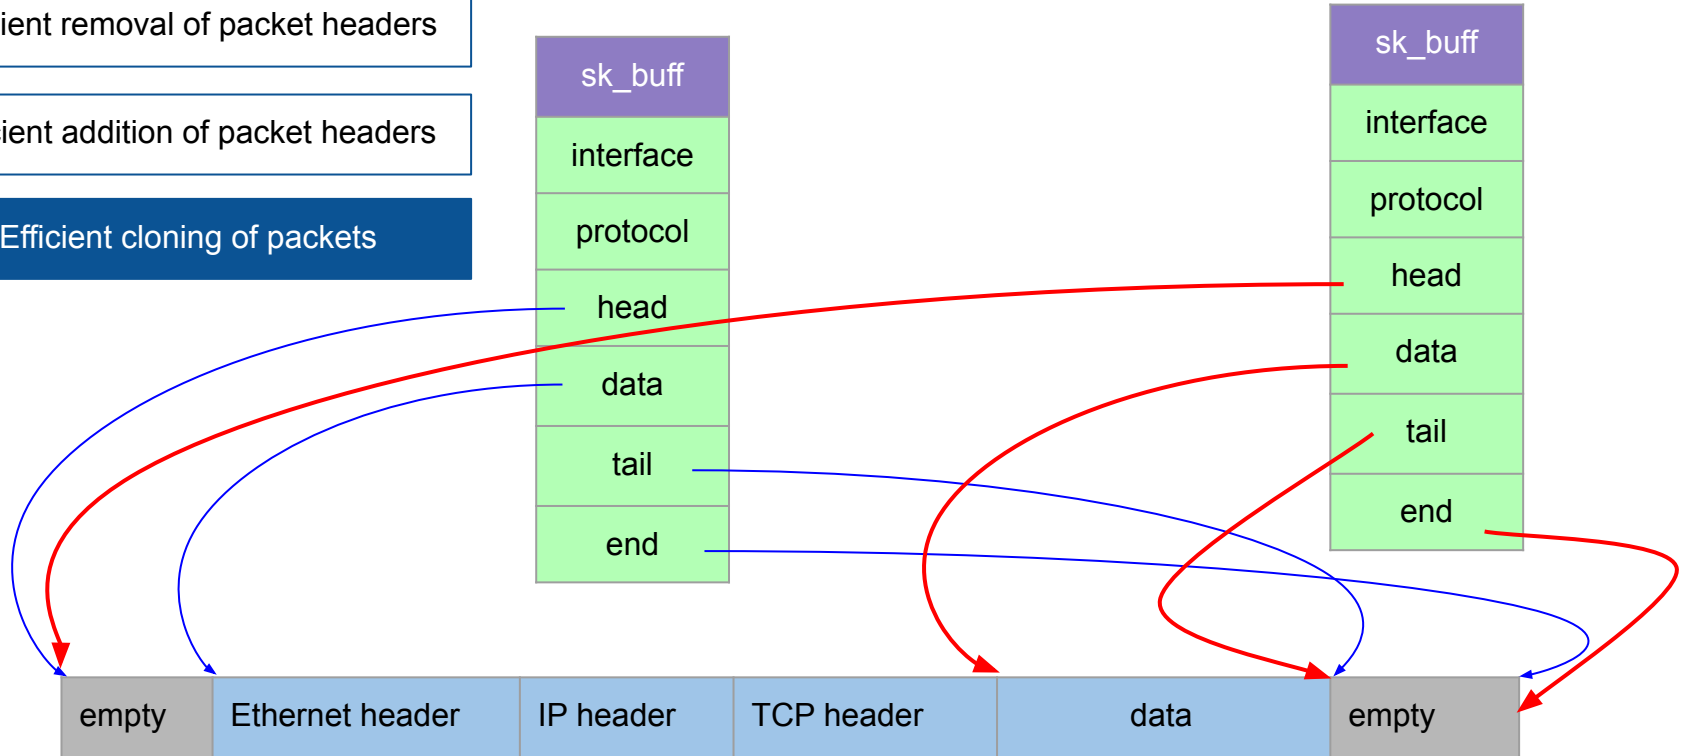 ient removal of packet headers
ient addition of packet headers
Efficient cloning of packets
sk_buff
interface
protocol
head
data
tail
end
sk_buff
interface
protocol
head
data
tail
end
empty
Ethernet header
IP header
TCP header
data
empty